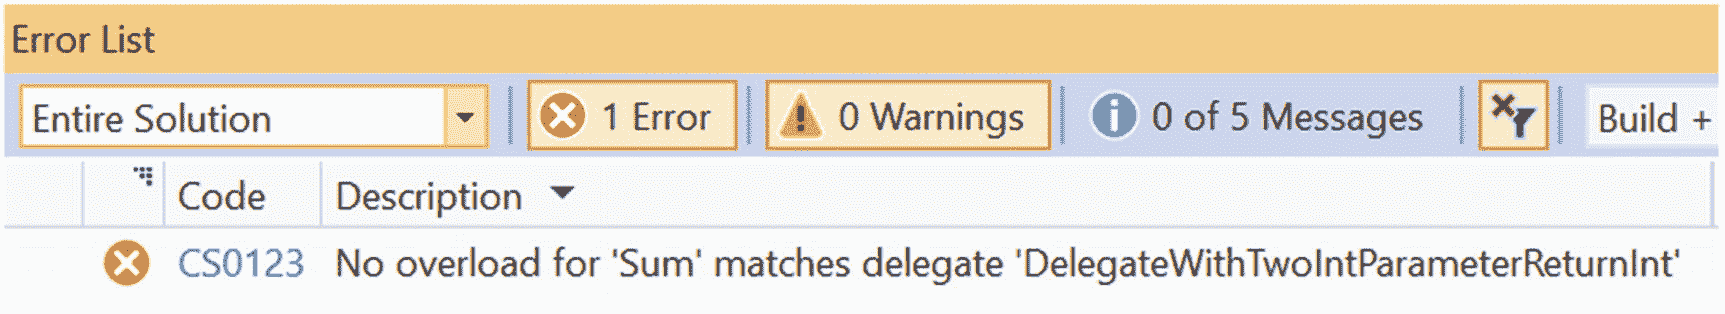 Error List
Entire Solution 1 Error 0 Warnings 0 of 5 Messages Build +
Code Description
CS0123 No overload for 'Sum' matches delegate 'DelegateWithTwoIntParameterReturnInt'